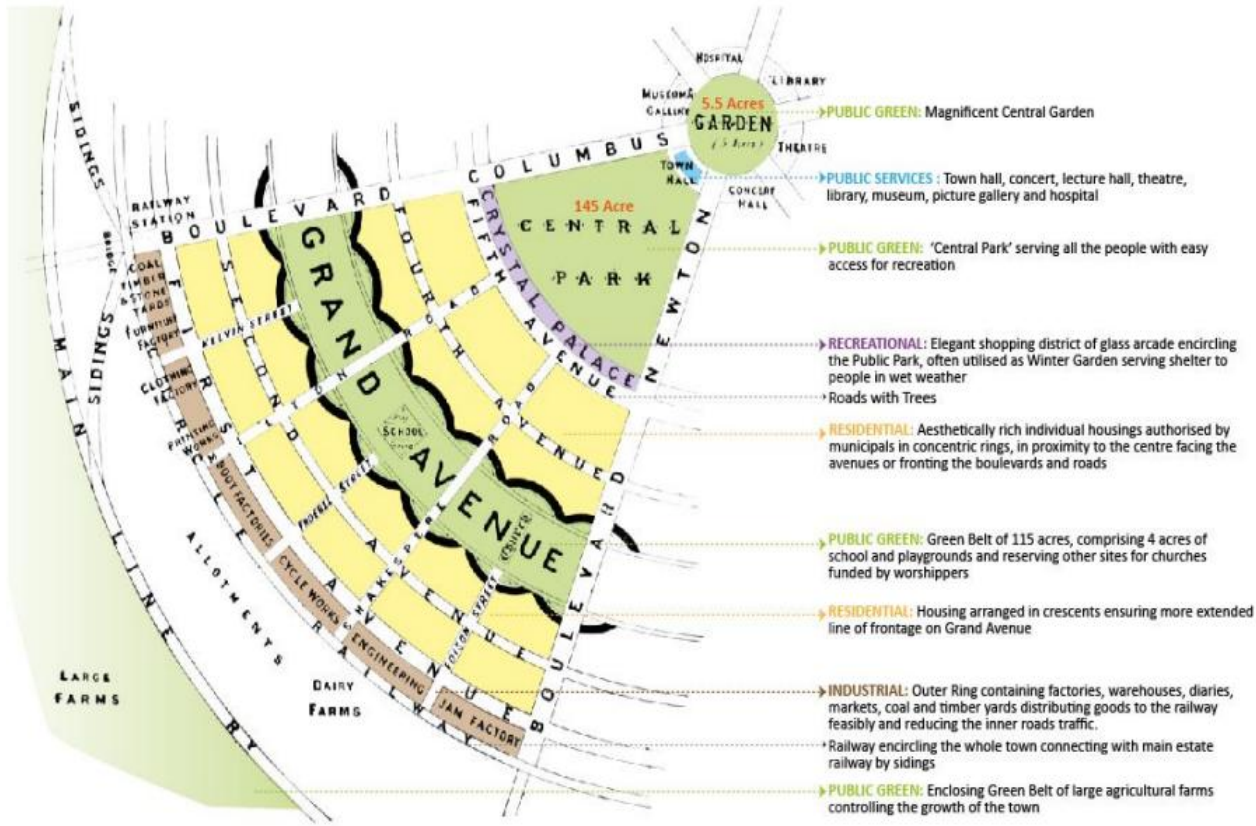 HOSPITAL
LIBRARY
MUSEUM &
GALLERY
5.5 Acres
GARDEN
THEATRE
TOWN
HALL
CONCERT
HALL
COLUMBUS
BOULEVARD
145 Acre
CENTRAL
PARK
CRYSTAL PALACE
FIFTH AVENUE
NEWTON
BOULEVARD
FOURTH AVENUE
GRAND
AVENUE
SCHOOL
CHURCH
SECOND AVENUE
FIRST AVENUE
KELVIN STREET
PHOEBE STREET
EDISON STREET
ROAD
ROAD
SIDINGS
RAILWAY
STATION
BRIDGE
COAL
TIMBER
& STONE
YARDS
FURNITURE
FACTORY
CLOTHING
FACTORY
PRINTING
WORKS
BOOT FACTORIES
CYCLE WORKS
ENGINEERING
JAM FACTORY
CIRCLE RAILWAY
SIDINGS
MAIN LINE RY
ALLOTMENTS
DAIRY
FARMS
LARGE
FARMS
PUBLIC GREEN: Magnificent Central Garden
PUBLIC SERVICES : Town hall, concert, lecture hall, theatre,
library, museum, picture gallery and hospital
PUBLIC GREEN: 'Central Park' serving all the people with easy
access for recreation
RECREATIONAL: Elegant shopping district of glass arcade encircling
the Public Park, often utilised as Winter Garden serving shelter to
people in wet weather
Roads with Trees
RESIDENTIAL: Aesthetically rich individual housings authorised by
municipals in concentric rings, in proximity to the centre facing the
avenues or fronting the boulevards and roads
PUBLIC GREEN: Green Belt of 115 acres, comprising 4 acres of
school and playgrounds and reserving other sites for churches
funded by worshippers
RESIDENTIAL: Housing arranged in crescents ensuring more extended
line of frontage on Grand Avenue
INDUSTRIAL: Outer Ring containing factories, warehouses, diaries,
markets, coal and timber yards distributing goods to the railway
feasibly and reducing the inner roads traffic.
Railway encircling the whole town connecting with main estate
railway by sidings
PUBLIC GREEN: Enclosing Green Belt of large agricultural farms
controlling the growth of the town